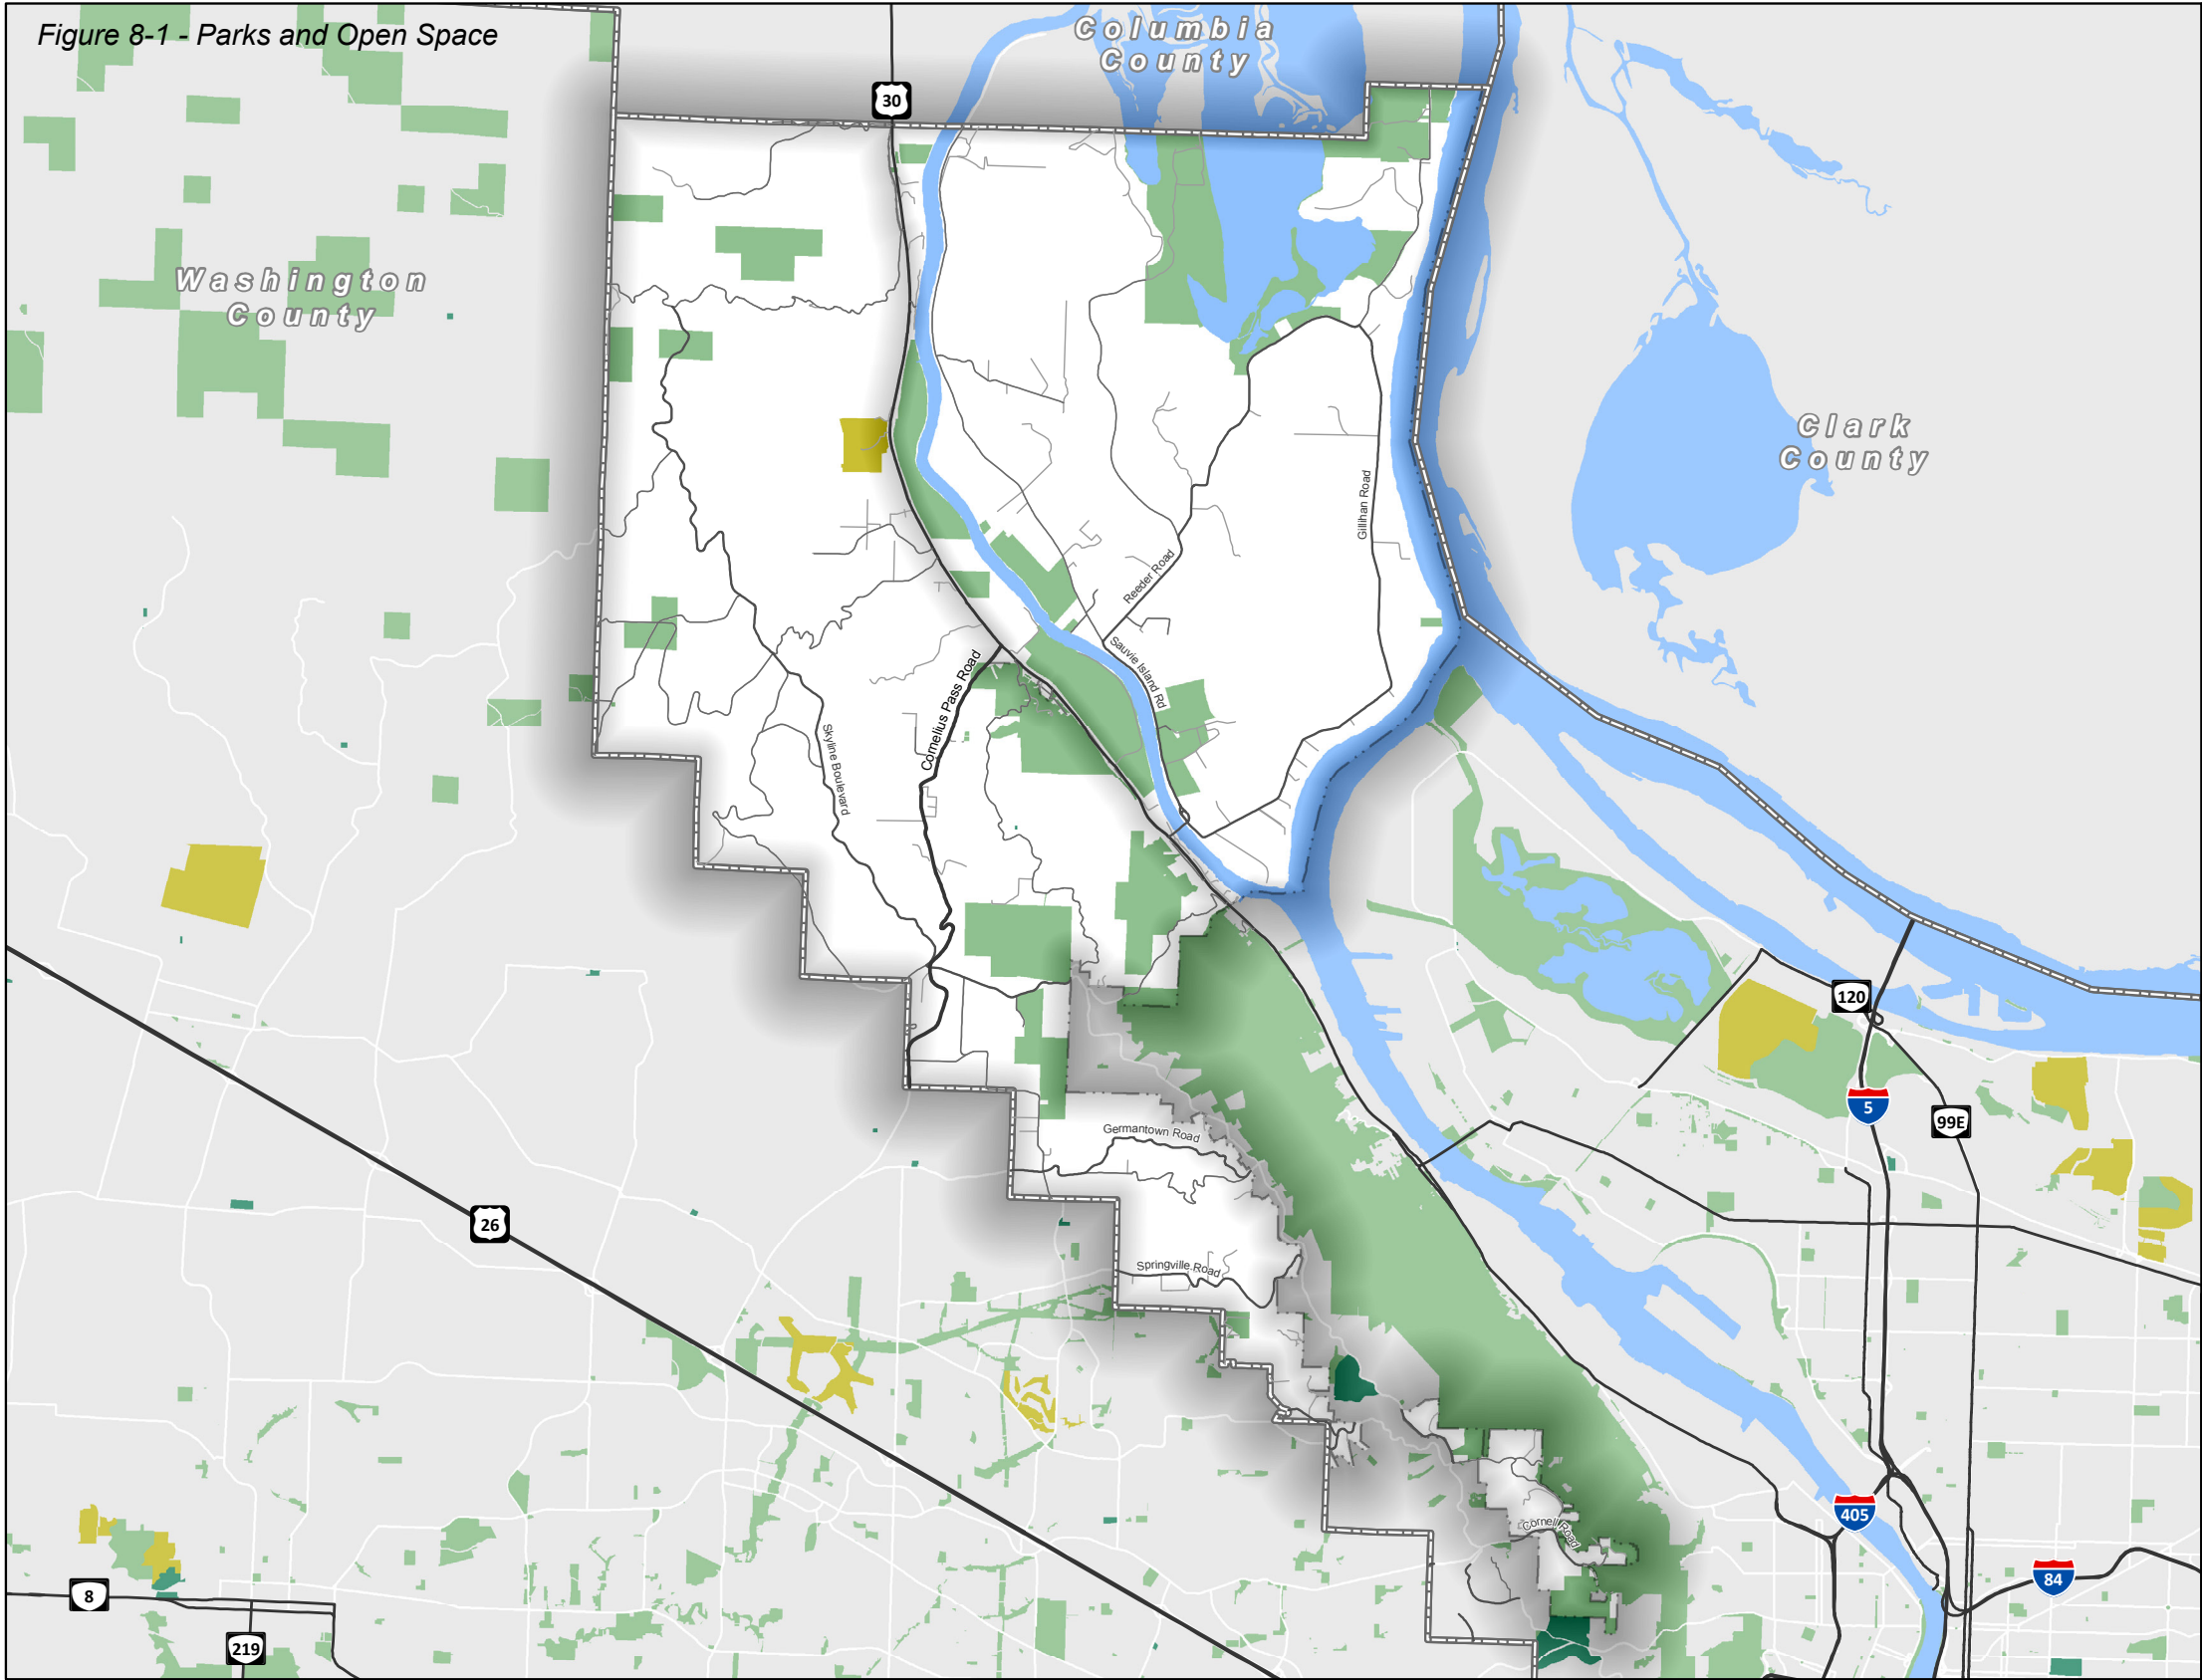 Figure 8-1 - Parks and Open Space
Columbia
County
30
Washington
County
Clark
County
Gillihan Road
Reeder Road
Sauvie Island Rd
Cornelius Pass Road
Skyline Boulevard
120
5
99E
Germantown Road
26
Springville Road
405
Cornell Road
84
8
219